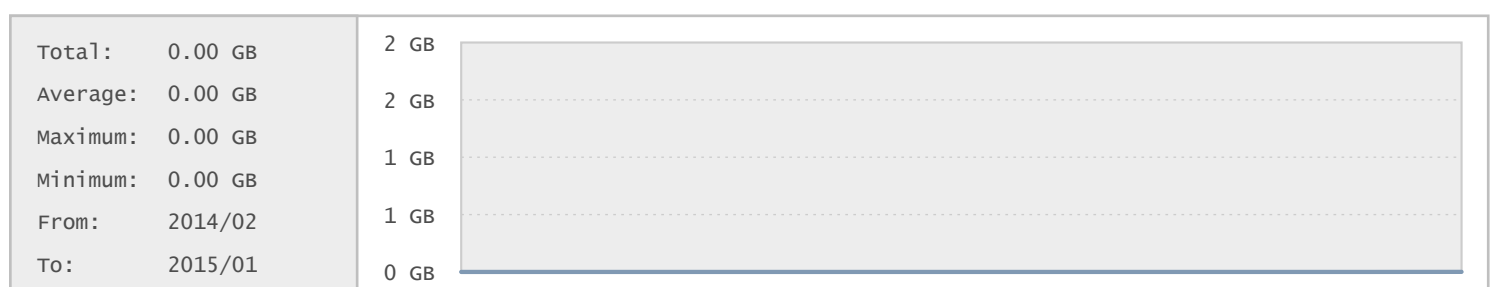 Total: 0.00 GB
Average: 0.00 GB
Maximum: 0.00 GB
Minimum: 0.00 GB
From: 2014/02
To: 2015/01
2 GB
2 GB
1 GB
1 GB
0 GB